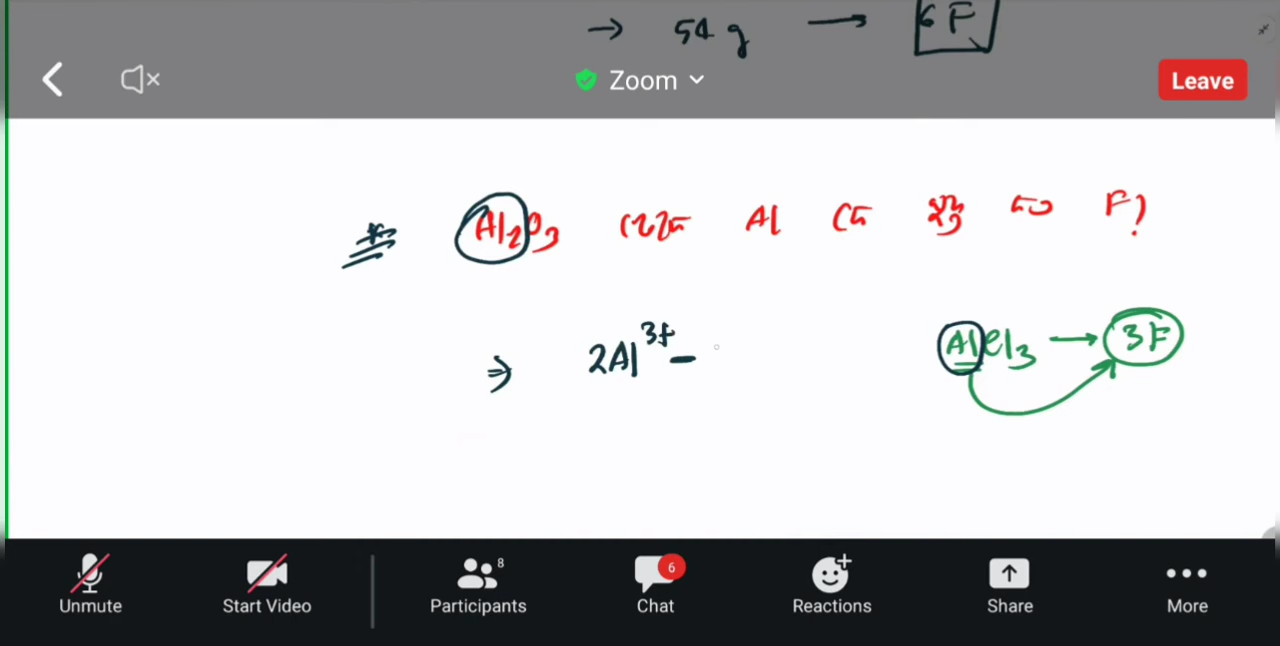 → 54 g → 6F
Zoom
Leave
Al₂O₃ Al F?
⇒ 2Al³⁺ –
AlCl₃ → 3F
8
6
Unmute
Start Video
Participants
Chat
Reactions
Share
More